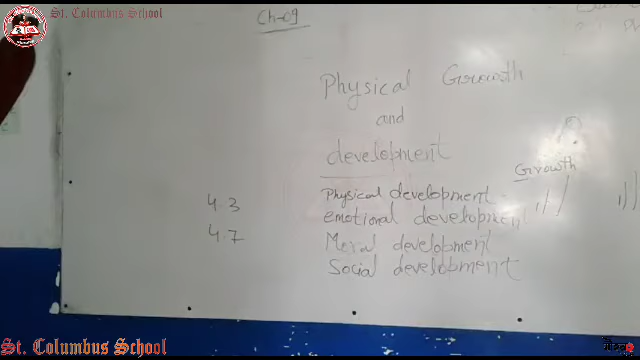 St. Columbus School
Ch-09
Physical Growth
and
development
Growth
4.3 Physical development
emotional development
4.7 Moral development
Social development
St. Columbus School